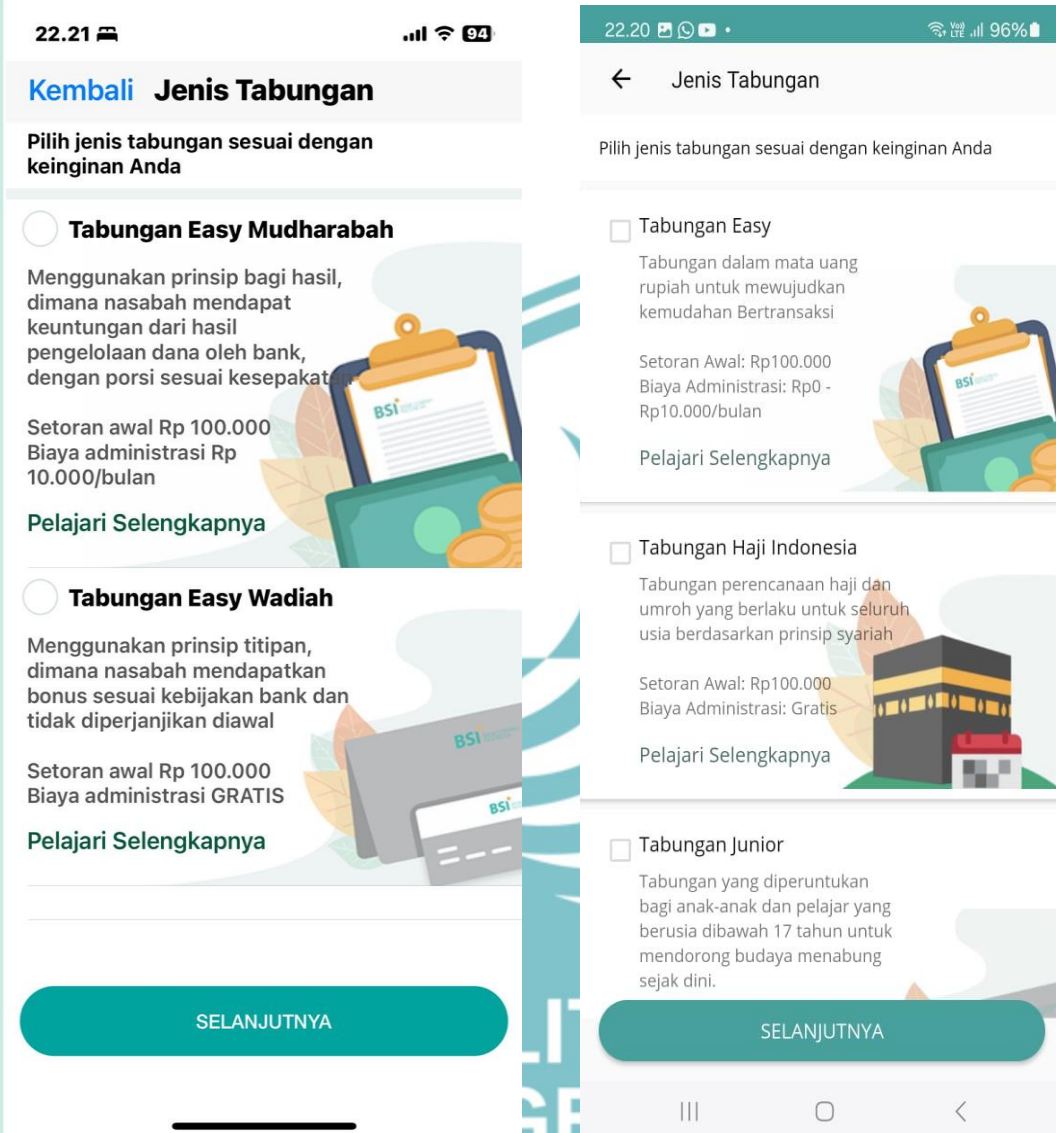 22.21
94
Kembali Jenis Tabungan
Pilih jenis tabungan sesuai dengan
keinginan Anda
Tabungan Easy Mudharabah
Menggunakan prinsip bagi hasil,
dimana nasabah mendapat
keuntungan dari hasil
pengelolaan dana oleh bank,
dengan porsi sesuai kesepakatan
BSI
Setoran awal Rp 100.000
Biaya administrasi Rp
10.000/bulan
Pelajari Selengkapnya
Tabungan Easy Wadiah
Menggunakan prinsip titipan,
dimana nasabah mendapatkan
bonus sesuai kebijakan bank dan
tidak diperjanjikan diawal
BSI
Setoran awal Rp 100.000
Biaya administrasi GRATIS
BSI
Pelajari Selengkapnya
SELANJUTNYA
22.20
Vo)) LTE 96%
Jenis Tabungan
Pilih jenis tabungan sesuai dengan keinginan Anda
Tabungan Easy
Tabungan dalam mata uang
rupiah untuk mewujudkan
kemudahan Bertransaksi
Setoran Awal: Rp100.000
Biaya Administrasi: Rp0 -
Rp10.000/bulan
BSI
Pelajari Selengkapnya
Tabungan Haji Indonesia
Tabungan perencanaan haji dan
umroh yang berlaku untuk seluruh
usia berdasarkan prinsip syariah
Setoran Awal: Rp100.000
Biaya Administrasi: Gratis
Pelajari Selengkapnya
Tabungan Junior
Tabungan yang diperuntukan
bagi anak-anak dan pelajar yang
berusia dibawah 17 tahun untuk
mendorong budaya menabung
sejak dini.
SELANJUTNYA